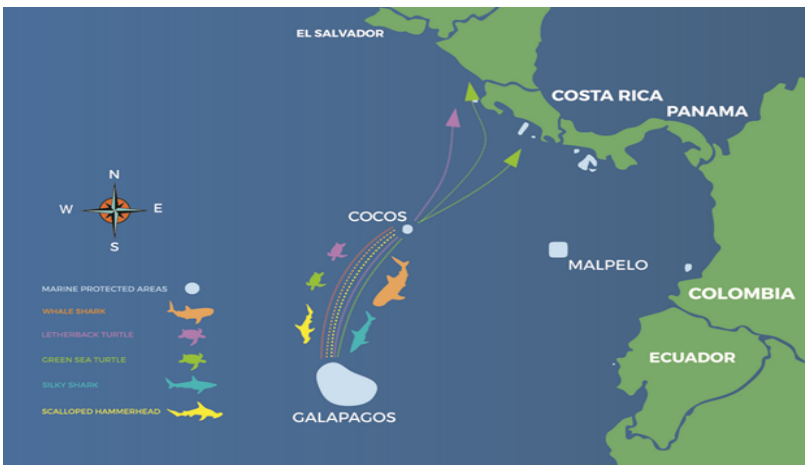 EL SALVADOR
COSTA RICA
PANAMA
N
W
E
S
COCOS
MALPELO
MARINE PROTECTED AREAS
COLOMBIA
WHALE SHARK
LETHERBACK TURTLE
GREEN SEA TURTLE
ECUADOR
SILKY SHARK
SCALLOPED HAMMERHEAD
GALAPAGOS